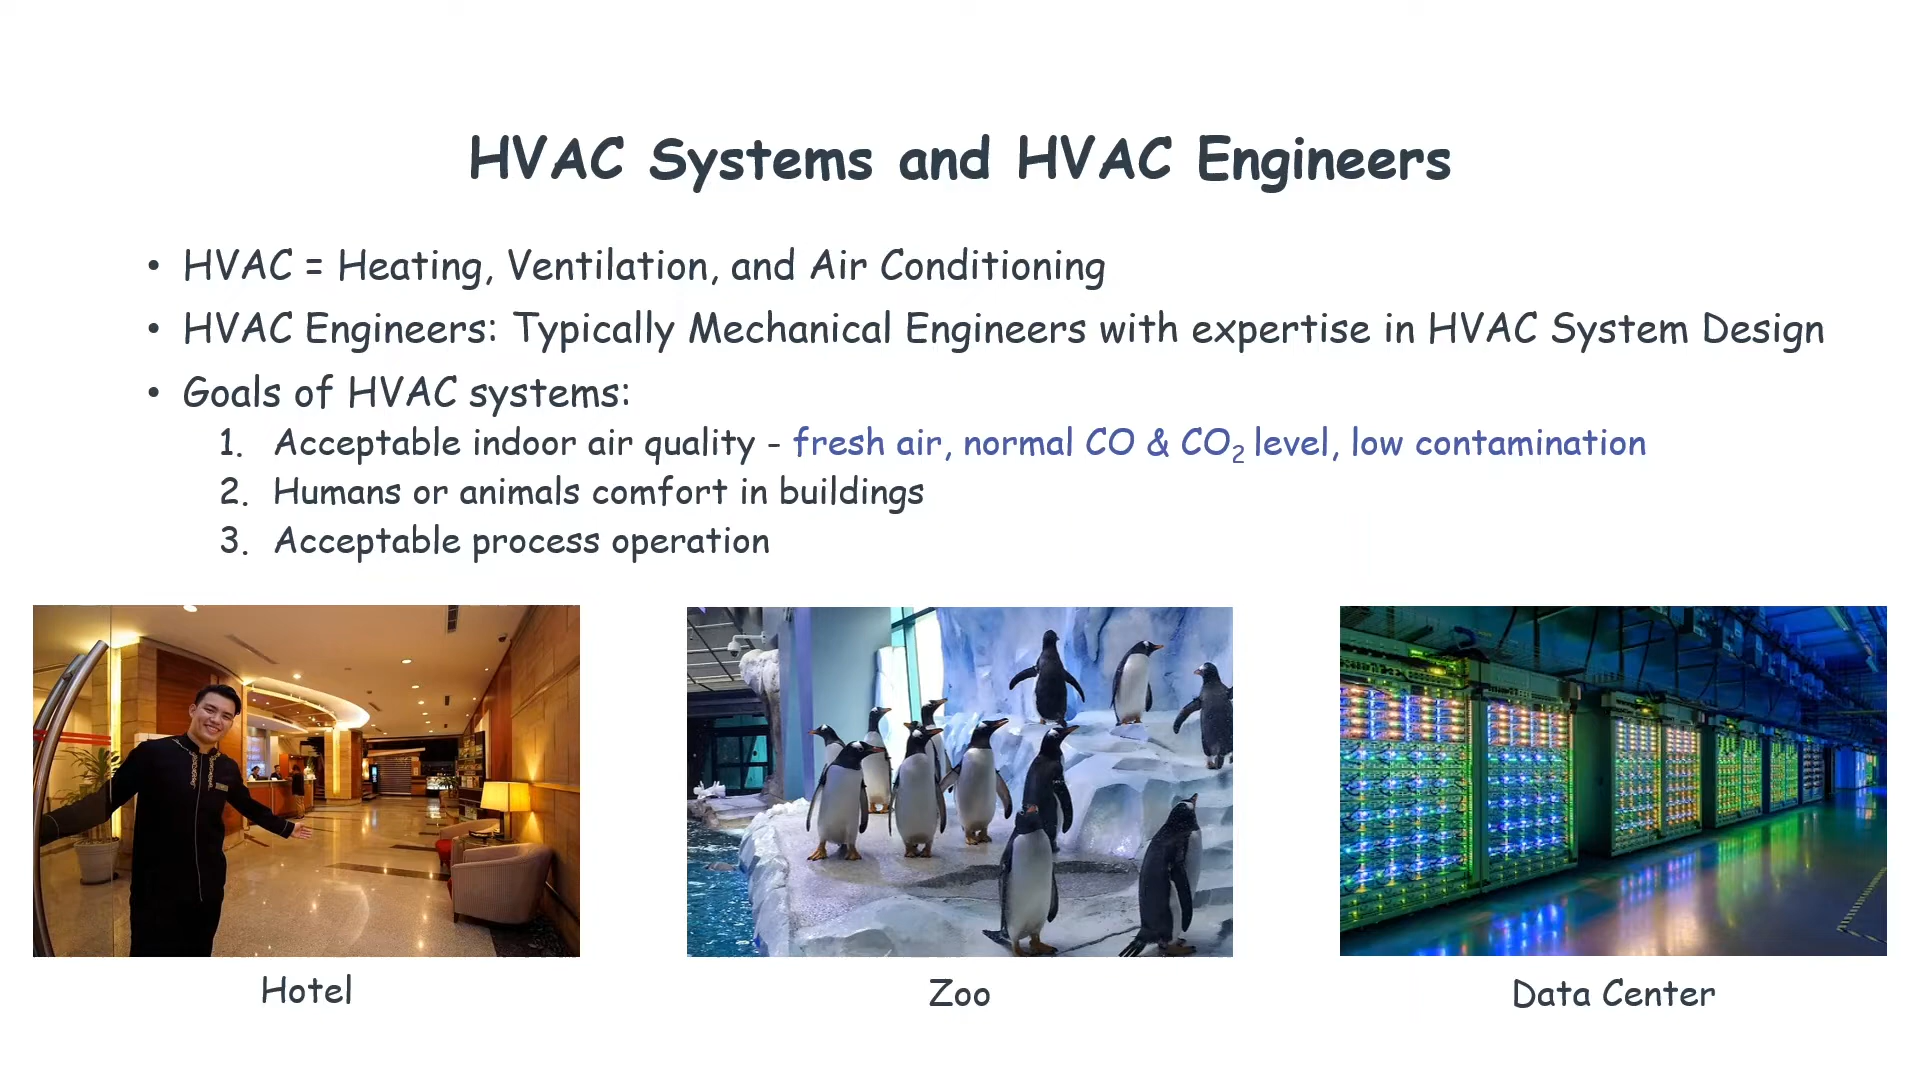 HVAC Systems and HVAC Engineers
• HVAC = Heating, Ventilation, and Air Conditioning
• HVAC Engineers: Typically Mechanical Engineers with expertise in HVAC System Design
• Goals of HVAC systems:
1. Acceptable indoor air quality - fresh air, normal CO & CO₂ level, low contamination
2. Humans or animals comfort in buildings
3. Acceptable process operation
Hotel
Zoo
Data Center